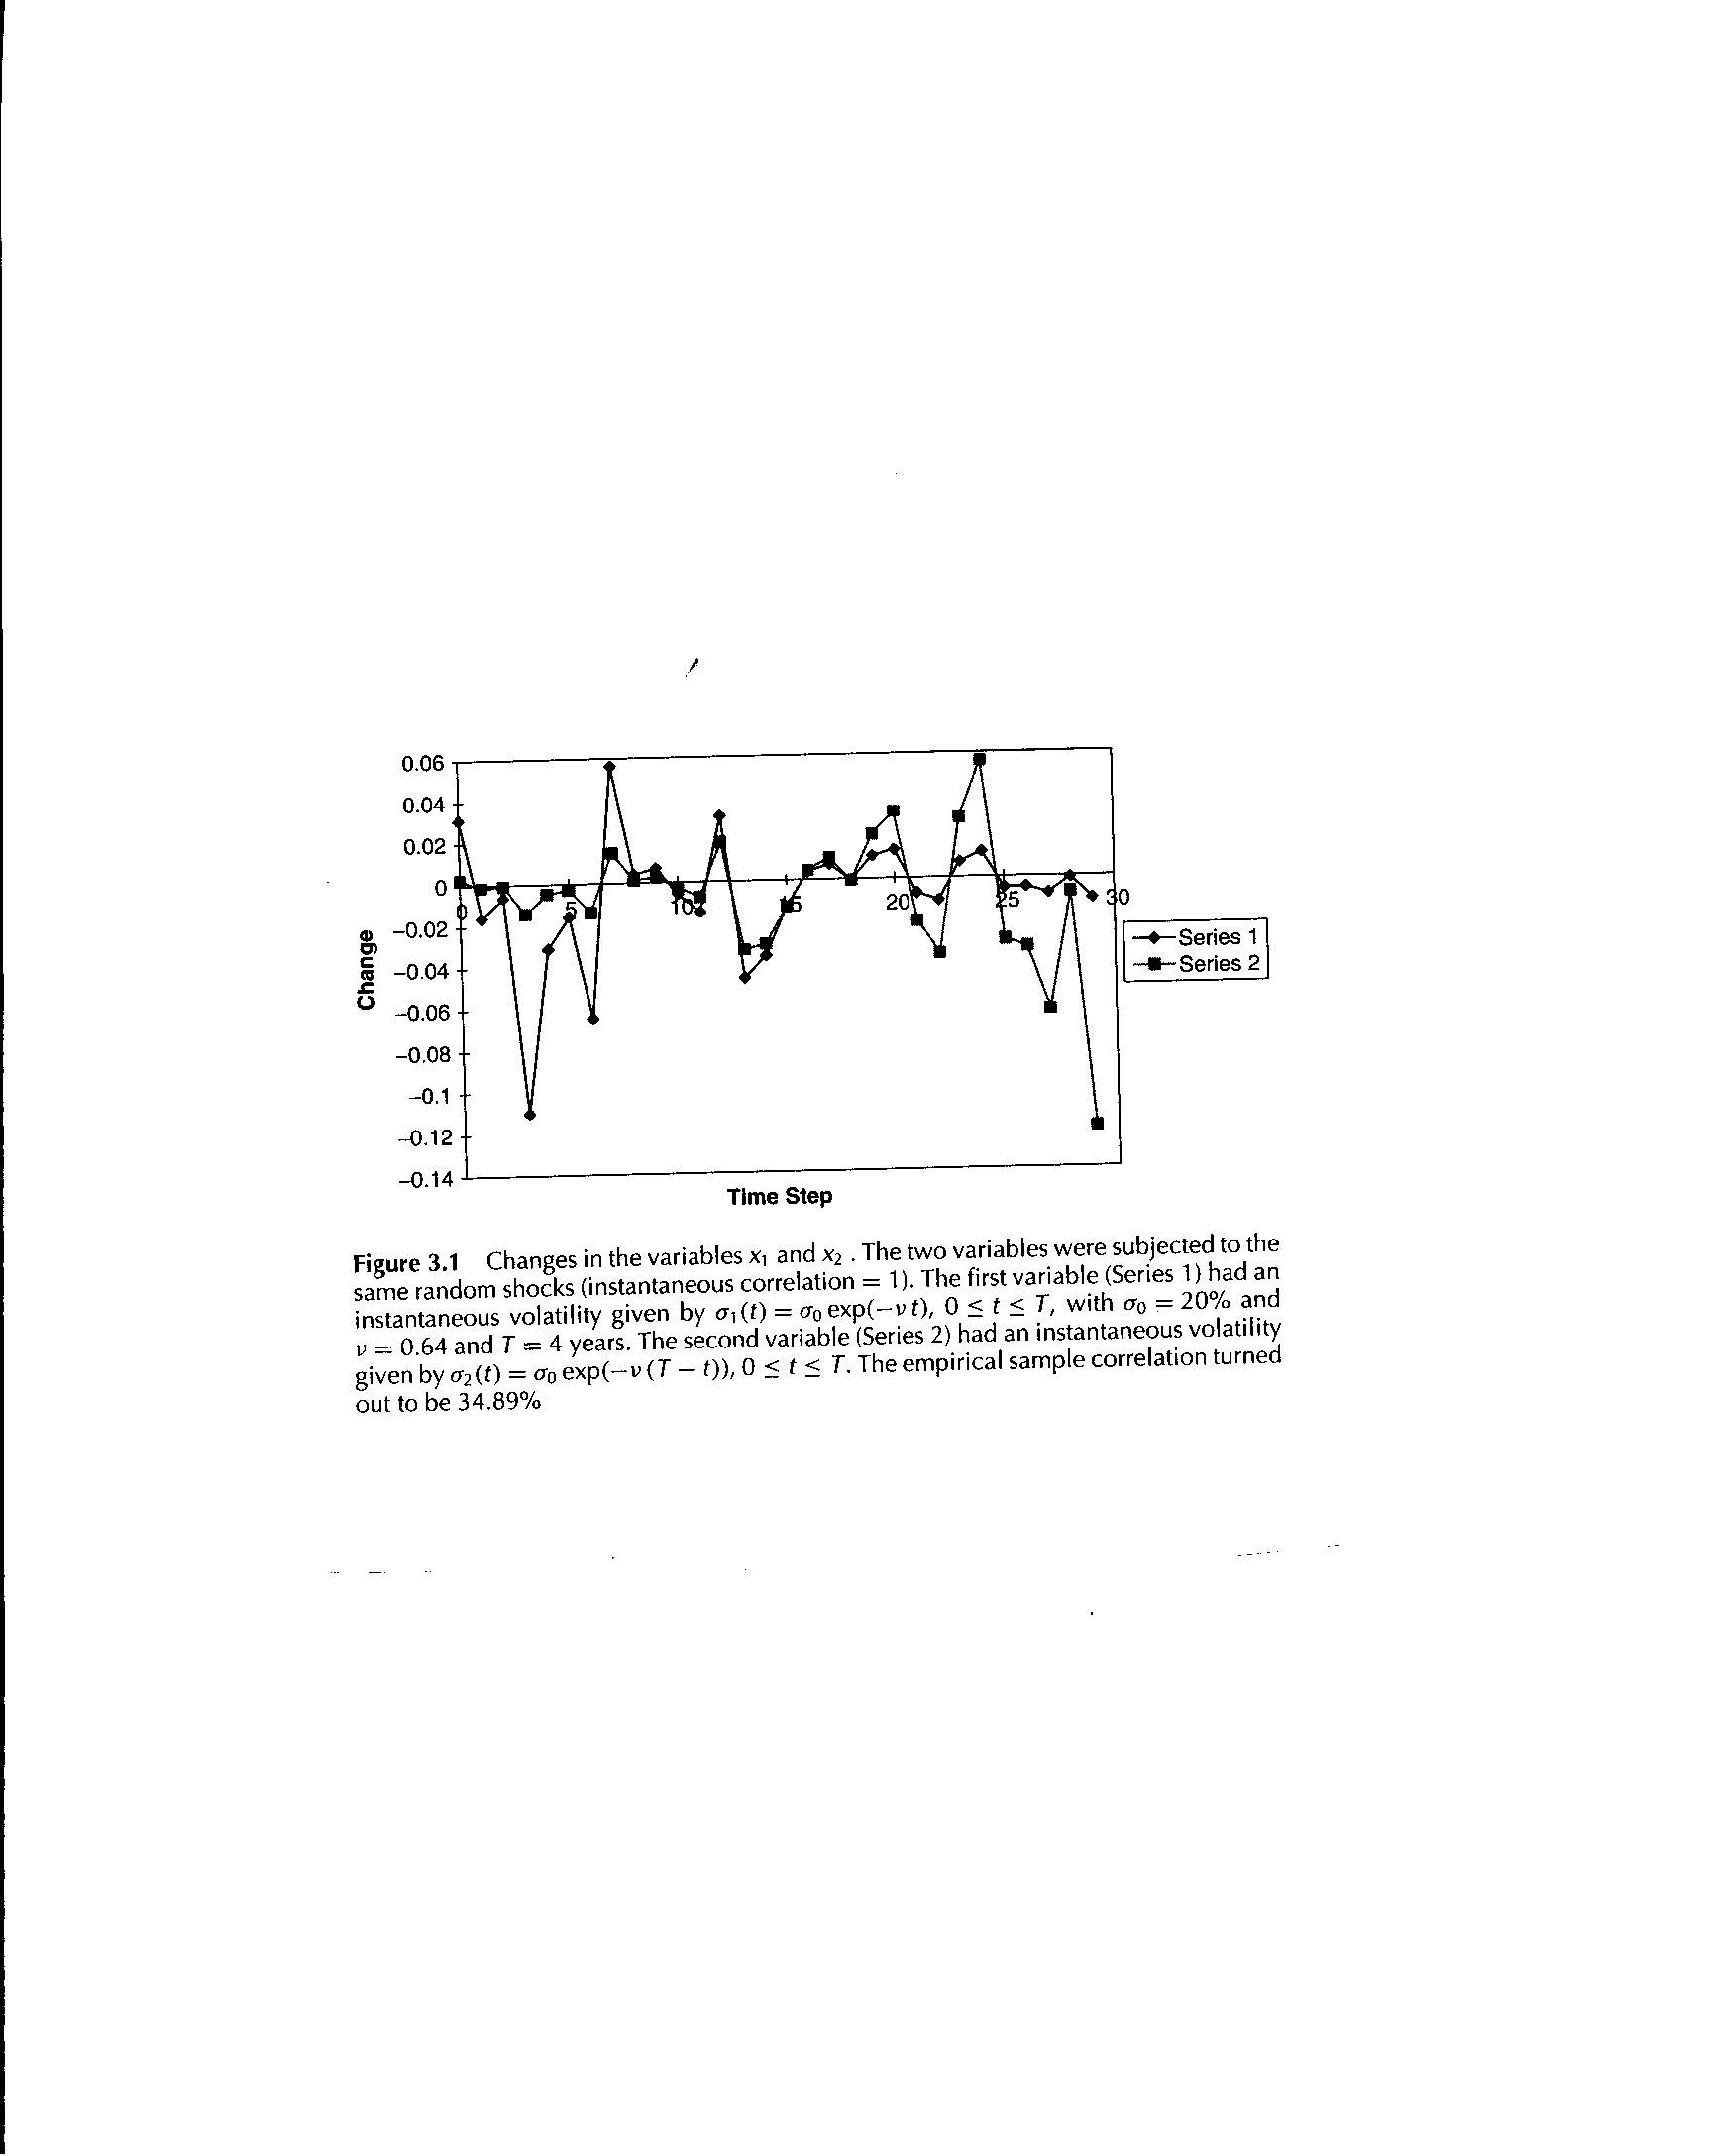 0.06
0.04
0.02
0
−0.02
−0.04
−0.06
−0.08
−0.1
−0.12
−0.14
Change
0
5
10
15
20
25
30
Series 1
Series 2
Time Step
Figure 3.1 Changes in the variables x₁ and x₂ . The two variables were subjected to the
same random shocks (instantaneous correlation = 1). The first variable (Series 1) had an
instantaneous volatility given by σ₁(t) = σ₀ exp(−νt), 0 ≤ t ≤ T, with σ₀ = 20% and
ν = 0.64 and T = 4 years. The second variable (Series 2) had an instantaneous volatility
given by σ₂(t) = σ₀ exp(−ν(T − t)), 0 ≤ t ≤ T. The empirical sample correlation turned
out to be 34.89%